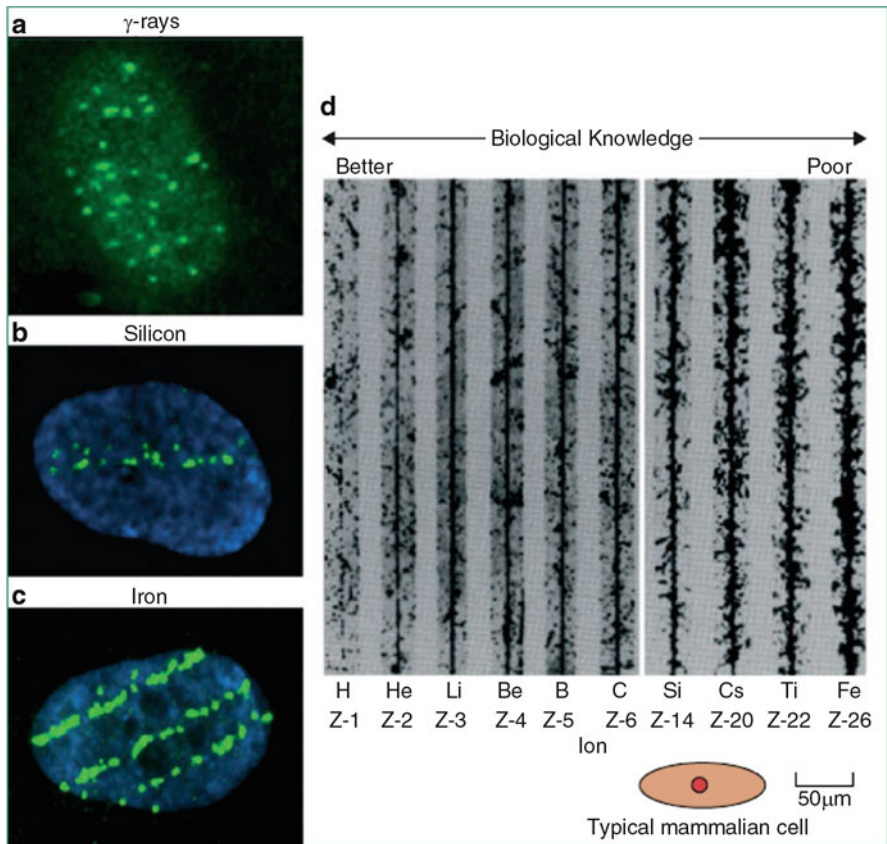 a
γ-rays
b
Silicon
c
Iron
d
Biological Knowledge
Better Poor
H He Li Be B C Si Cs Ti Fe
Z-1 Z-2 Z-3 Z-4 Z-5 Z-6 Z-14 Z-20 Z-22 Z-26
Ion
50μm
Typical mammalian cell